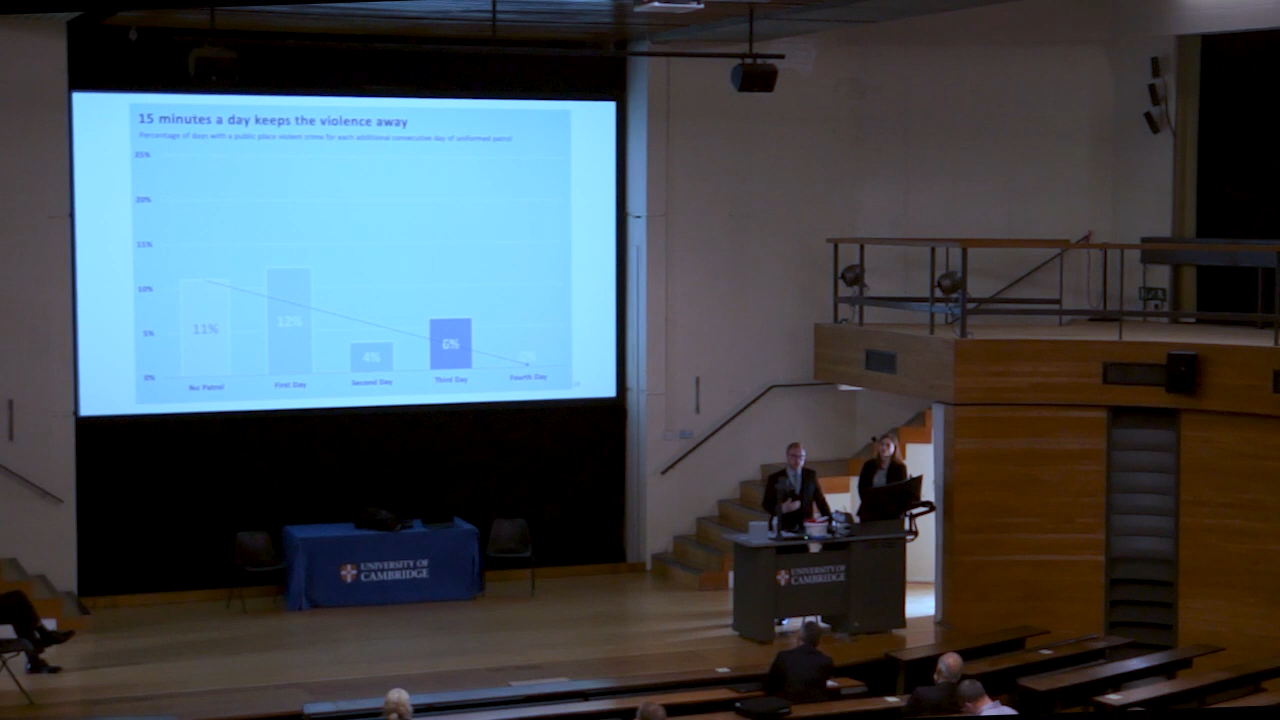 15 minutes a day keeps the violence away
Percentage of days with a public place violent crime for each additional consecutive day of uniformed patrol
25%
20%
15%
10%
5%
0%
11%
12%
4%
6%
0%
No Patrol
First Day
Second Day
Third Day
Fourth Day
UNIVERSITY OF
CAMBRIDGE
UNIVERSITY OF
CAMBRIDGE